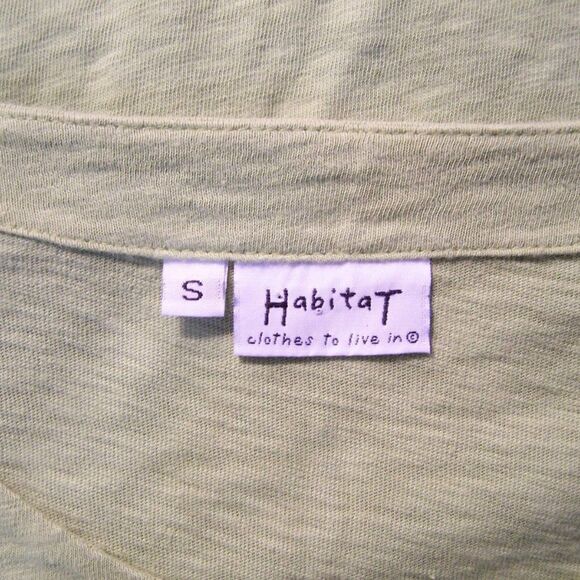 S
HabitaT
clothes to live in ©